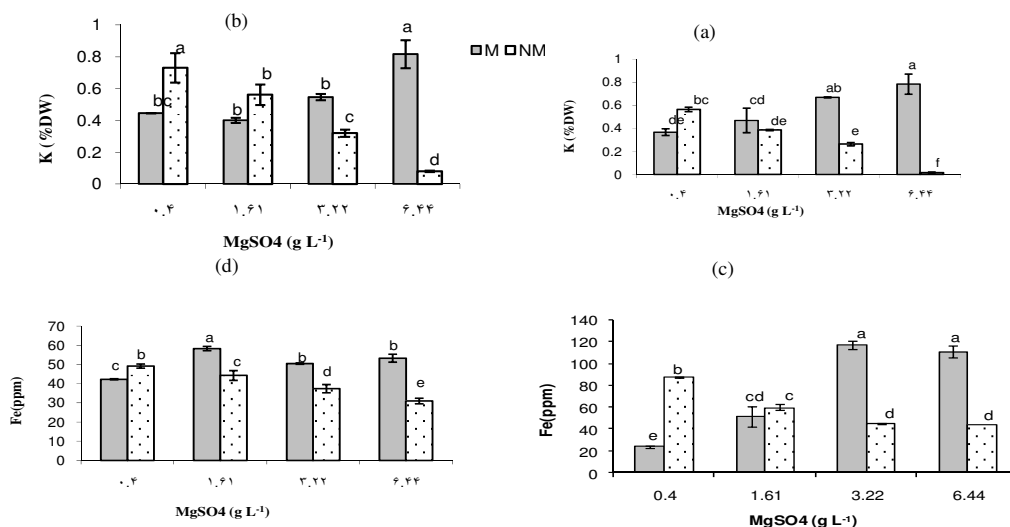 (b)
1
0.8
0.6
0.4
0.2
0
K (%DW)
bc a b b b c a d
۰.۴ ۱.۶۱ ۳.۲۲ ۶.۴۴
MgSO4 (g L-1)
M NM
(a)
1
0.8
0.6
0.4
0.2
0
K (%DW)
de bc cd de ab e a f
۰.۴ ۱.۶۱ ۳.۲۲ ۶.۴۴
MgSO4 (g L-1)
(d)
70
60
50
40
30
20
10
0
Fe(ppm)
c b a c b d b e
۰.۴ ۱.۶۱ ۳.۲۲ ۶.۴۴
MgSO4 (g L-1)
(c)
140
120
100
80
60
40
20
0
Fe(ppm)
e b cd c a d a d
0.4 1.61 3.22 6.44
MgSO4 (g L-1)